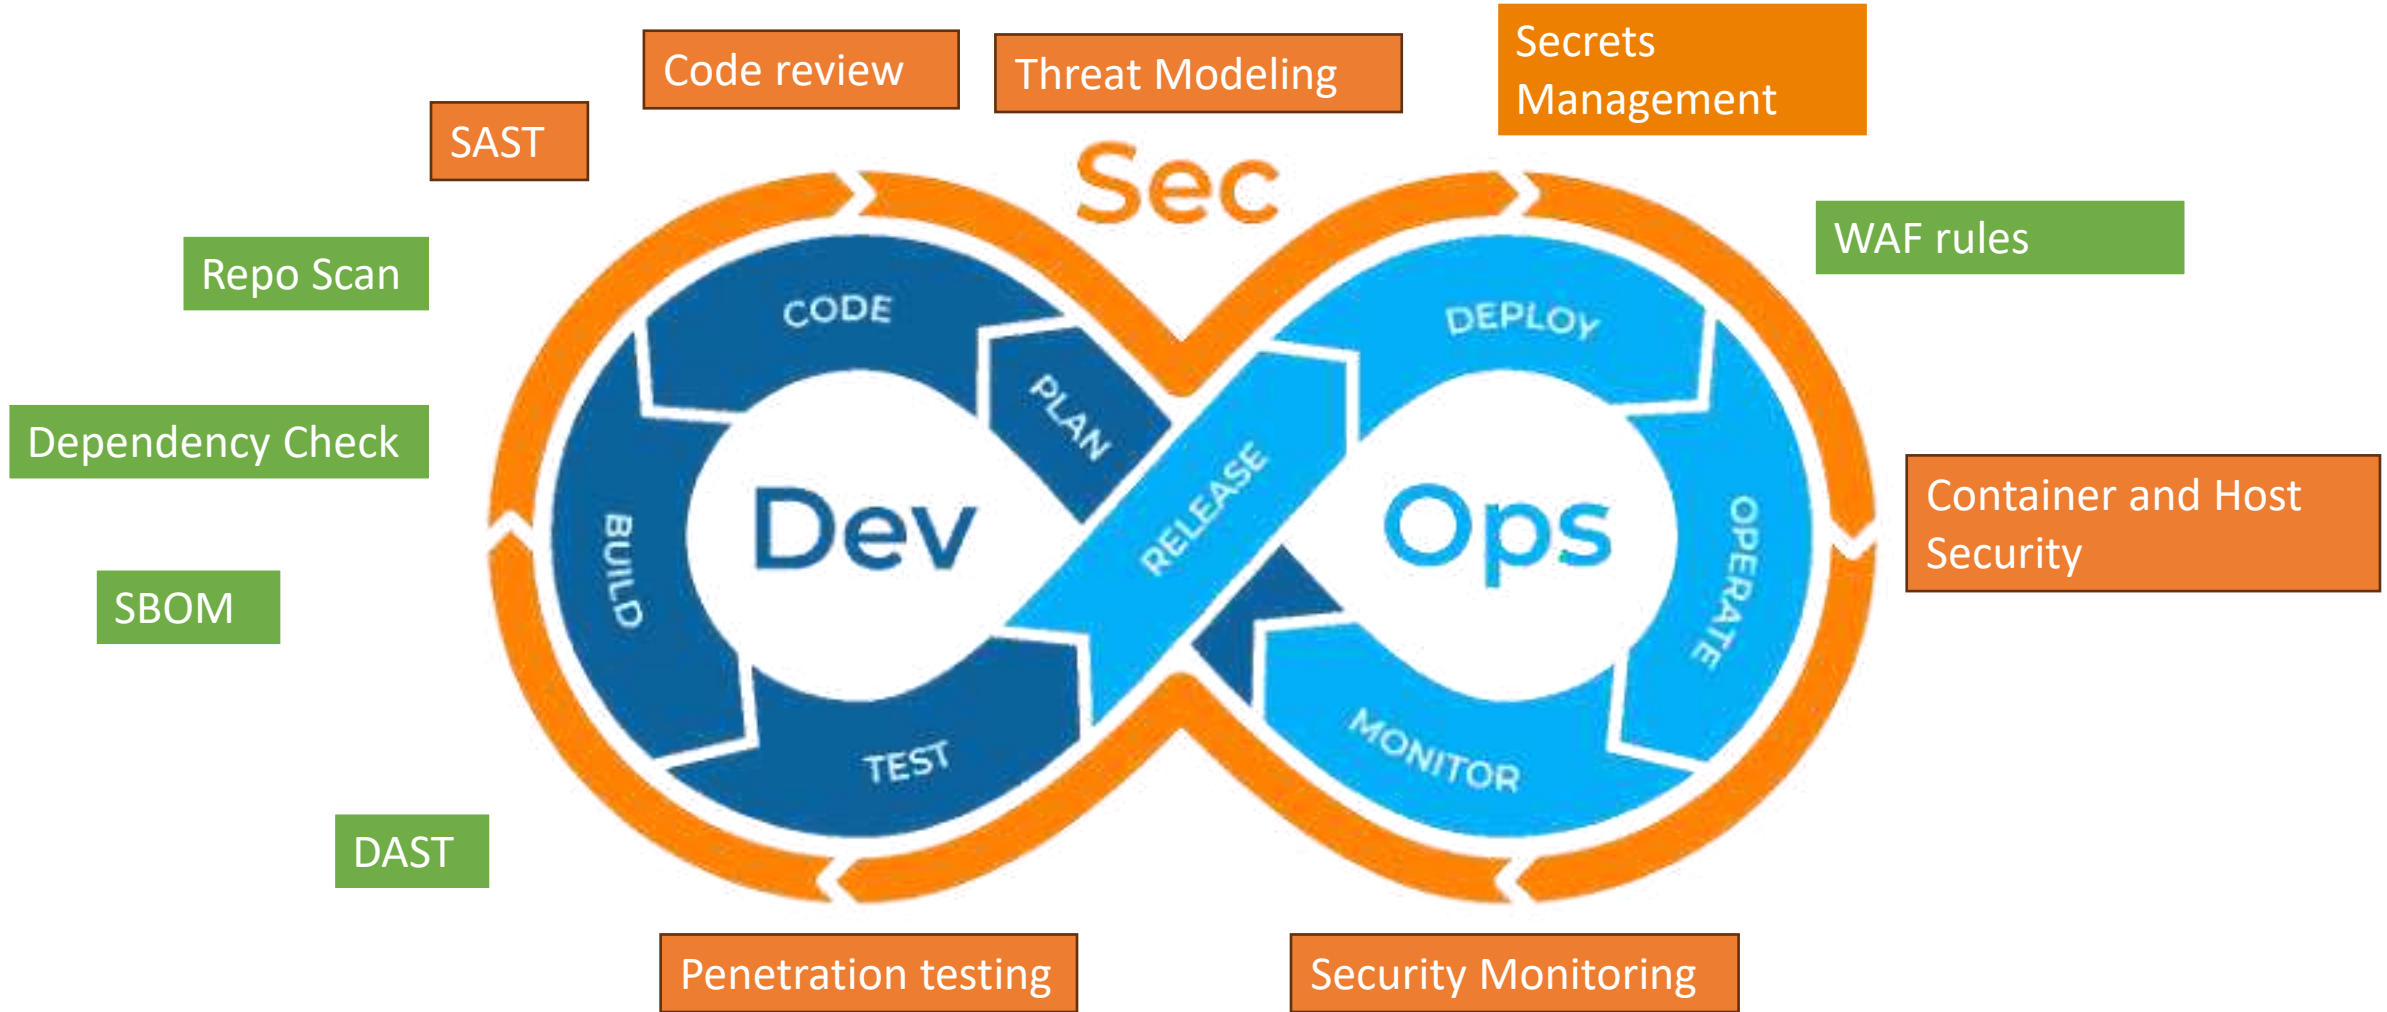 Code review
Threat Modeling
Secrets
Management
SAST
Sec
WAF rules
Repo Scan
CODE
DEPLOY
PLAN
Dependency Check
RELEASE
Dev
Ops
Container and Host
Security
BUILD
OPERATE
SBOM
TEST
MONITOR
DAST
Penetration testing
Security Monitoring